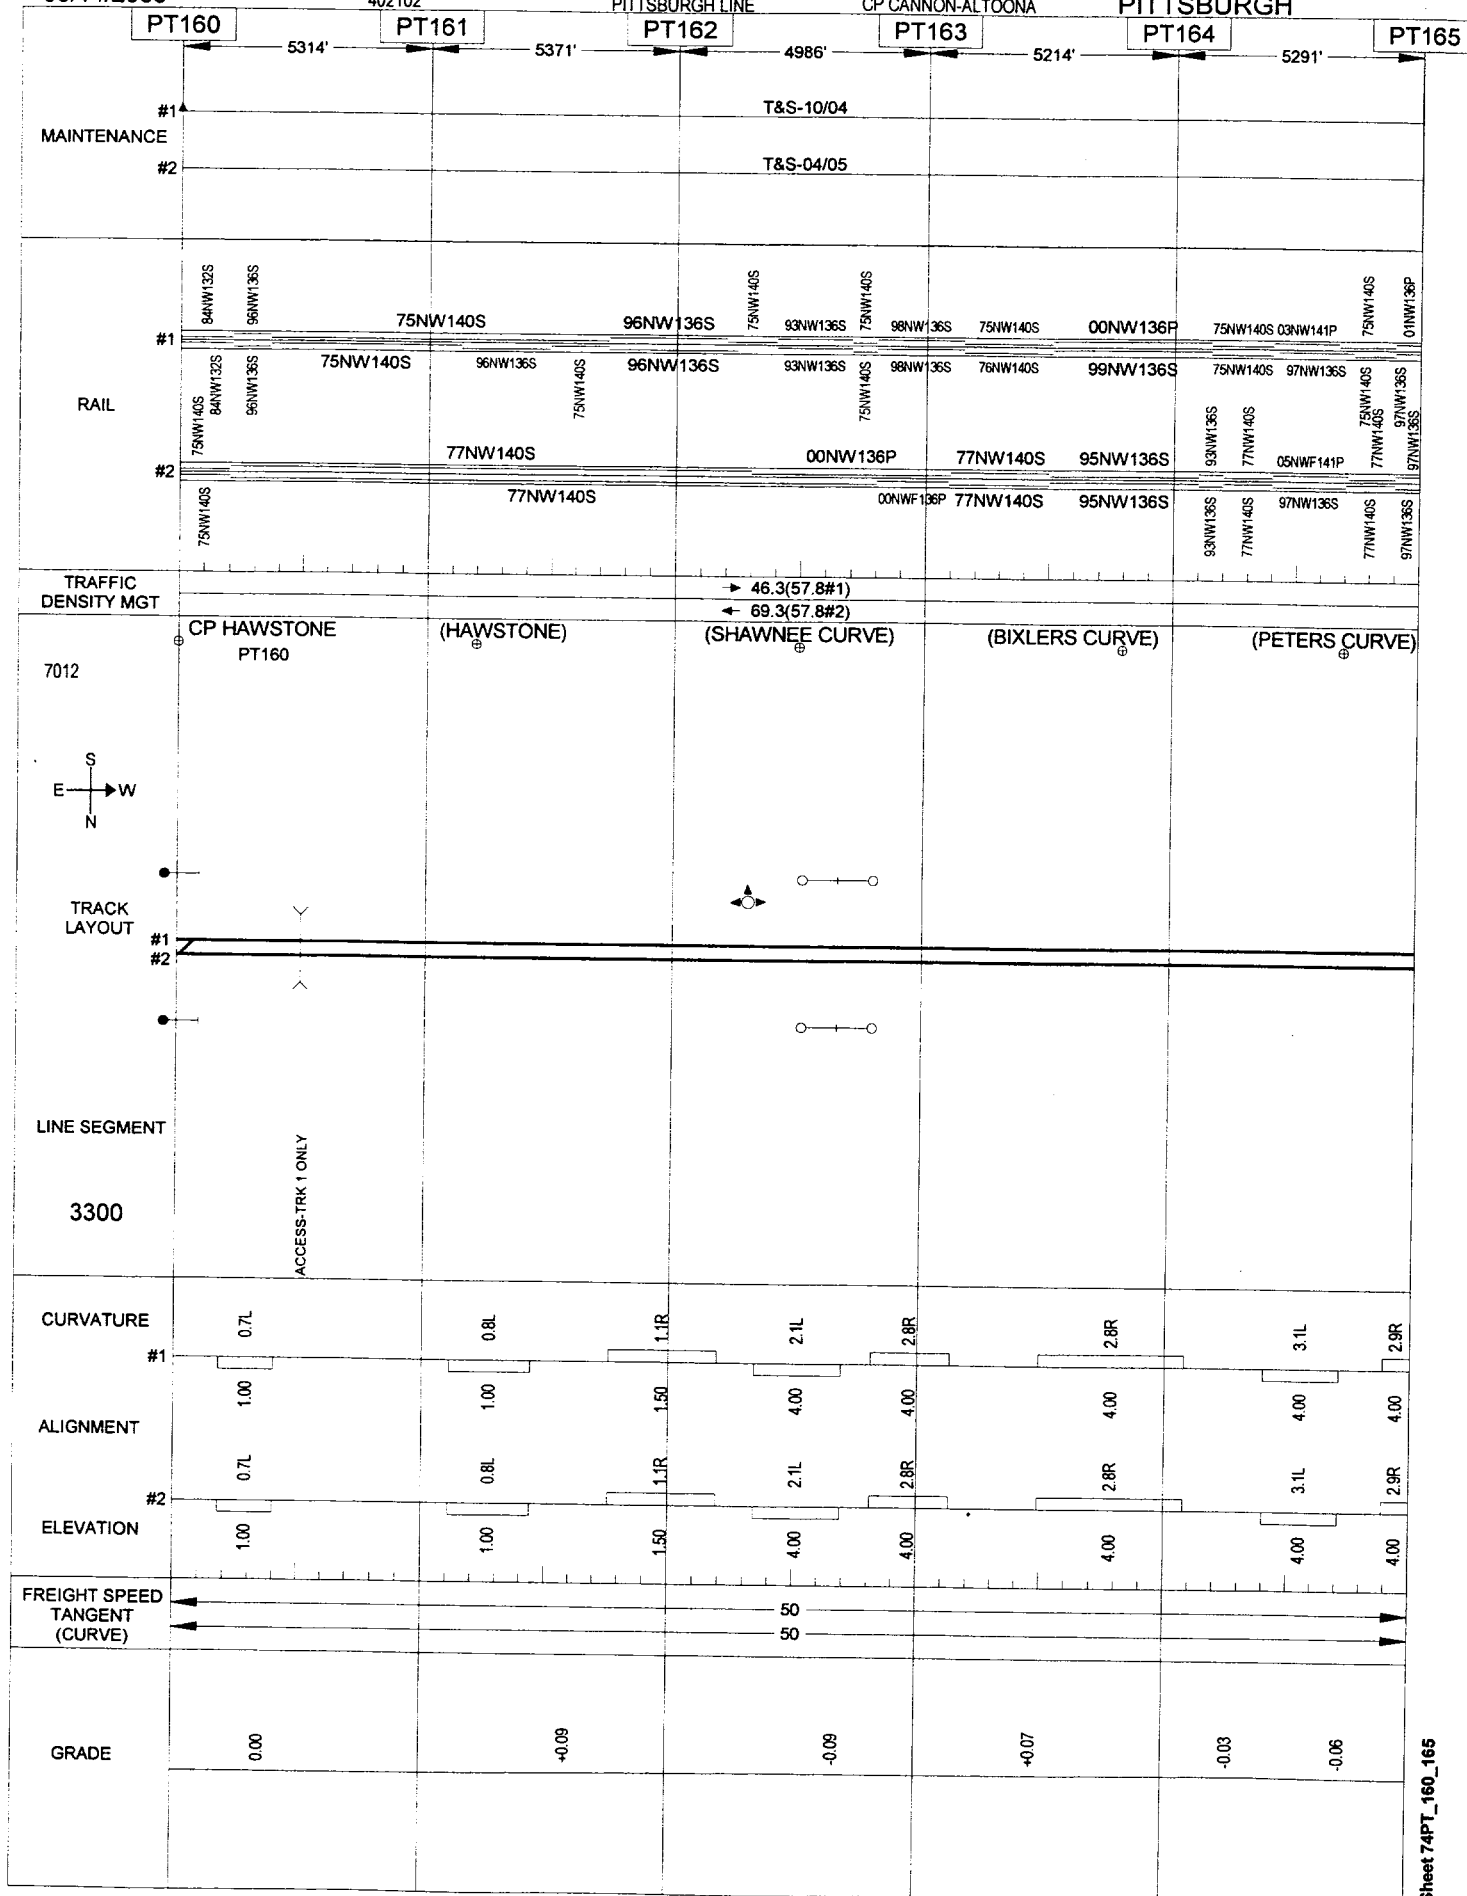 402102 PITTSBURGH LINE CP CANNON-ALTOONA PITTSBURGH
PT160 PT161 PT162 PT163 PT164 PT165
5314' 5371' 4986' 5214' 5291'
#1 T&S-10/04
MAINTENANCE
#2 T&S-04/05
84NW132S 96NW136S 75NW140S 75NW140S 75NW140S 01NW136P
75NW140S 96NW136S 93NW136S 98NW136S 75NW140S 00NW136P 75NW140S 03NW141P
#1
75NW140S 96NW136S 96NW136S 93NW136S 98NW136S 76NW140S 99NW136S 75NW140S 97NW136S
84NW132S 96NW136S 75NW140S 75NW140S 75NW140S 97NW136S
RAIL
75NW140S 93NW136S 77NW140S 77NW140S 97NW136S
77NW140S 00NW136P 77NW140S 95NW136S 05NWF141P
#2
77NW140S 00NWF136P 77NW140S 95NW136S 97NW136S
75NW140S 93NW136S 77NW140S 77NW140S 97NW136S
TRAFFIC
DENSITY MGT
46.3(57.8#1)
69.3(57.8#2)
CP HAWSTONE (HAWSTONE) (SHAWNEE CURVE) (BIXLERS CURVE) (PETERS CURVE)
PT160
7012
S
E W
N
TRACK
LAYOUT
#1
#2
LINE SEGMENT
ACCESS-TRK 1 ONLY
3300
CURVATURE
0.7L 0.8L 1.1R 2.1L 2.8R 2.8R 3.1L 2.9R
#1
1.00 1.00 1.50 4.00 4.00 4.00 4.00 4.00
ALIGNMENT
0.7L 0.8L 1.1R 2.1L 2.8R 2.8R 3.1L 2.9R
#2
ELEVATION
1.00 1.00 1.50 4.00 4.00 4.00 4.00 4.00
FREIGHT SPEED
TANGENT
(CURVE)
50
50
GRADE
0.00 +0.09 -0.09 +0.07 -0.03 -0.06
Sheet 74PT_160_165